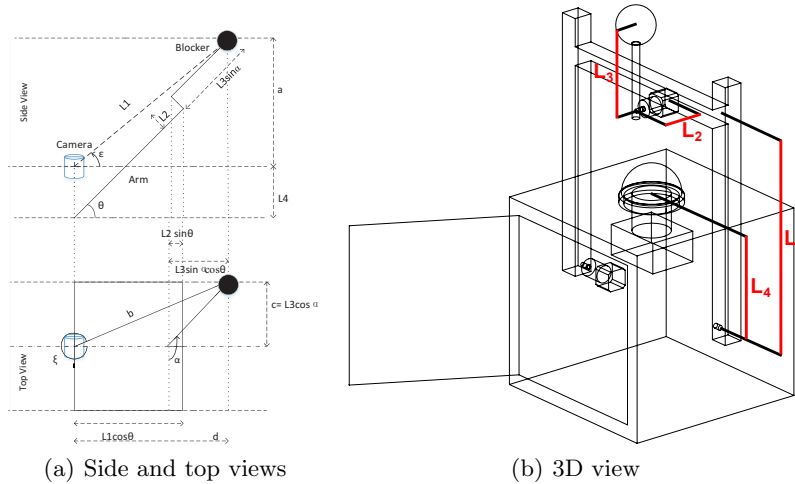 Blocker
Side View
L1
L3sinα
a
L2
Camera
ε
Arm
θ
L4
L2 sinθ
L3sin αcosθ
b
c= L3cos α
ξ
α
Top View
L1cosθ
d
(a) Side and top views
L3
L2
L
L4
(b) 3D view